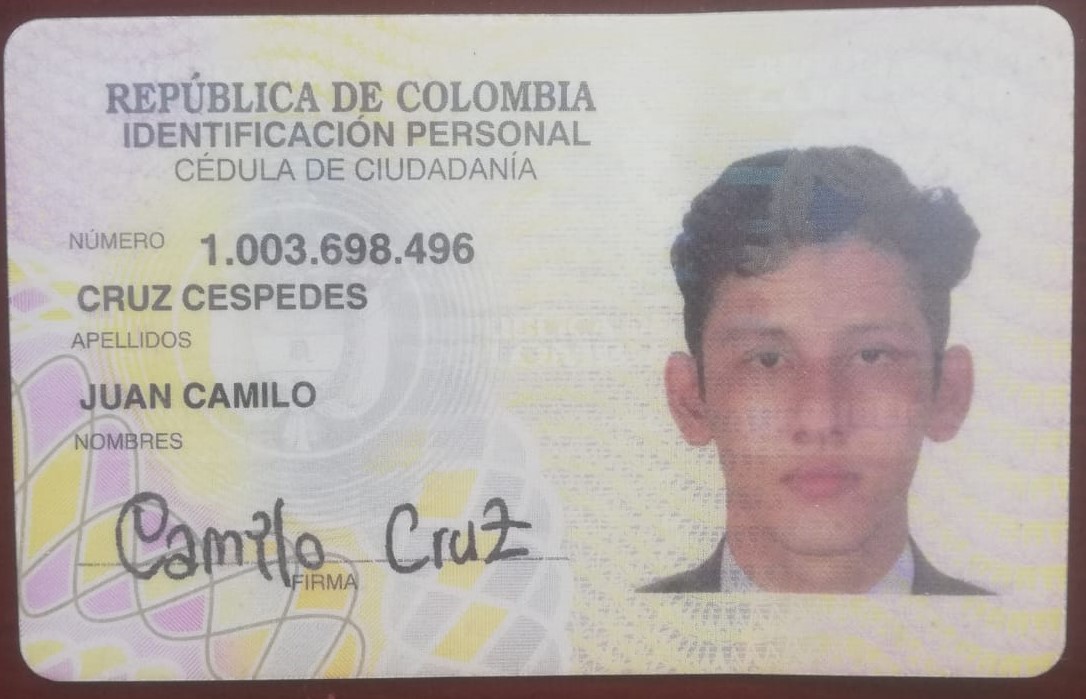 REPÚBLICA DE COLOMBIA
IDENTIFICACIÓN PERSONAL
CÉDULA DE CIUDADANÍA
NÚMERO 1.003.698.496
CRUZ CESPEDES
APELLIDOS
JUAN CAMILO
NOMBRES
Camilo Cruz
FIRMA